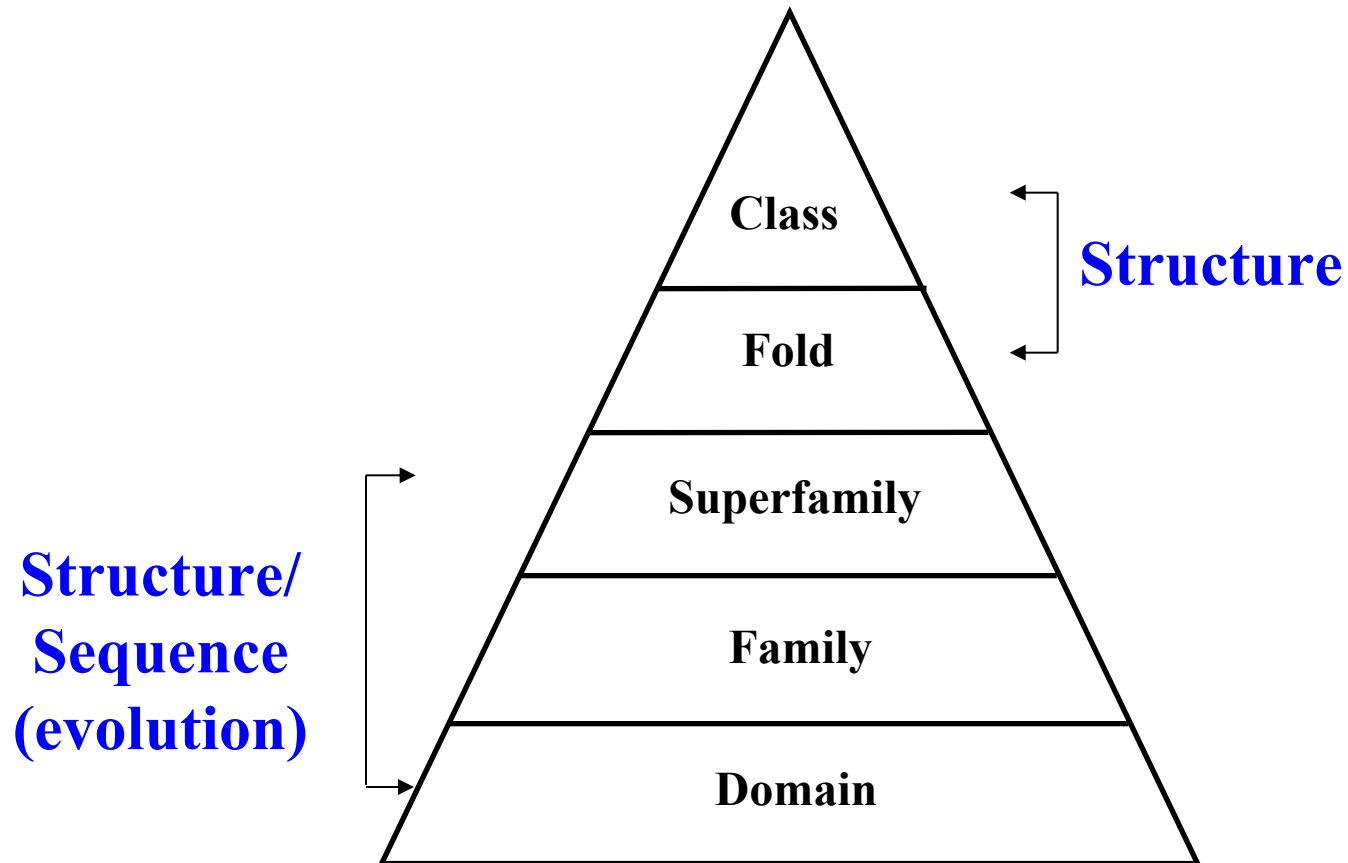 Class
Structure
Fold
Superfamily
Structure/
Sequence
(evolution)
Family
Domain